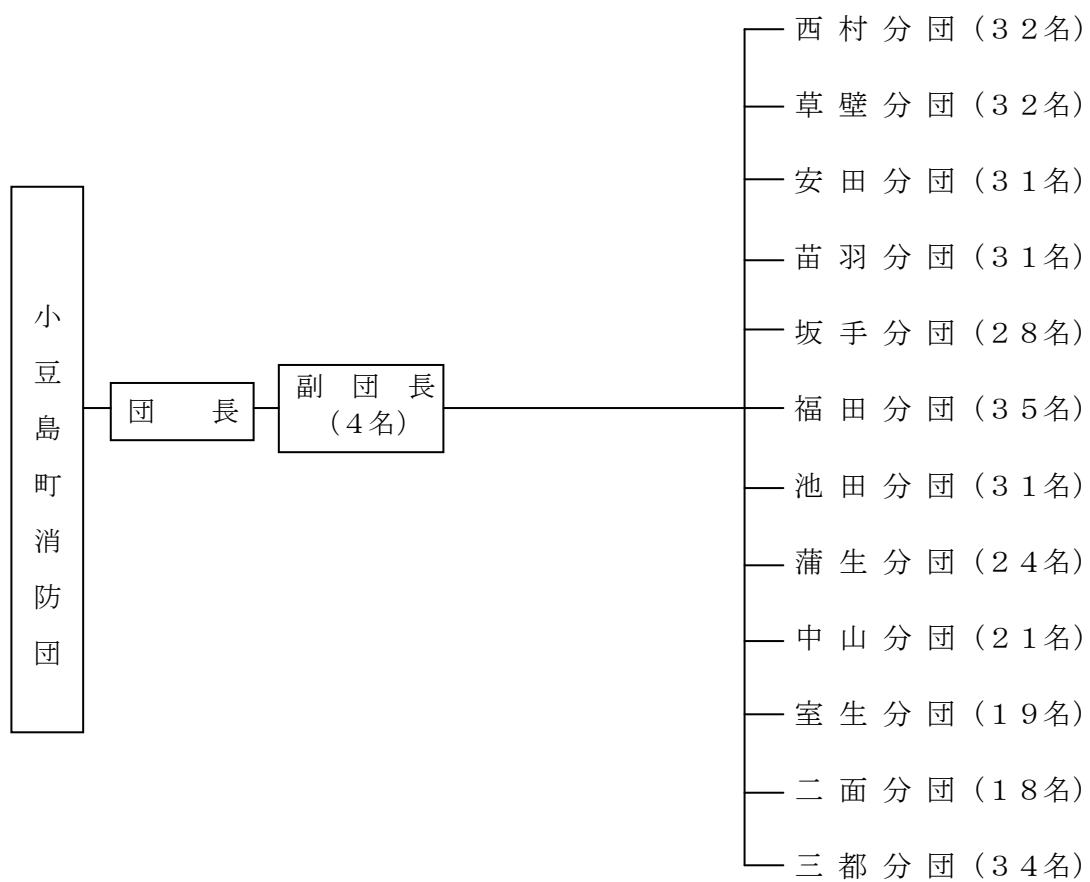 小豆島町消防団
団　長
副　団　長
（４名）
西村分団（３２名）
草壁分団（３２名）
安田分団（３１名）
苗羽分団（３１名）
坂手分団（２８名）
福田分団（３５名）
池田分団（３１名）
蒲生分団（２４名）
中山分団（２１名）
室生分団（１９名）
二面分団（１８名）
三都分団（３４名）